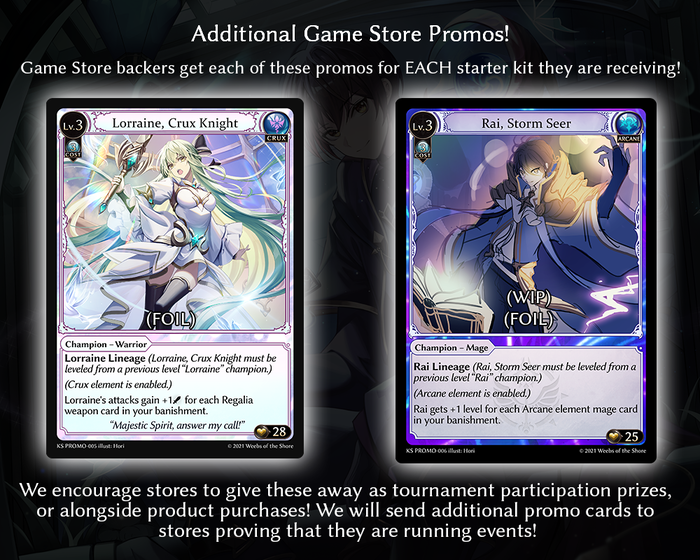 Additional Game Store Promos!
Game Store backers get each of these promos for EACH starter kit they are receiving!
Lv.3
Lorraine, Crux Knight
CRUX
3
COST
(FOIL)
Champion – Warrior
Lorraine Lineage (Lorraine, Crux Knight must be
leveled from a previous level “Lorraine” champion.)
(Crux element is enabled.)
Lorraine's attacks gain +1 for each Regalia
weapon card in your banishment.
“Majestic Spirit, answer my call!”
28
KS PROMO-005 illust: Hori
© 2021 Weebs of the Shore
Lv.3
Rai, Storm Seer
ARCANE
3
COST
(WIP)
(FOIL)
Champion – Mage
Rai Lineage (Rai, Storm Seer must be leveled from a
previous level “Rai” champion.)
(Arcane element is enabled.)
Rai gets +1 level for each Arcane element mage card
in your banishment.
25
KS PROMO-006 illust: Hori
© 2021 Weebs of the Shore
We encourage stores to give these away as tournament participation prizes,
or alongside product purchases! We will send additional promo cards to
stores proving that they are running events!